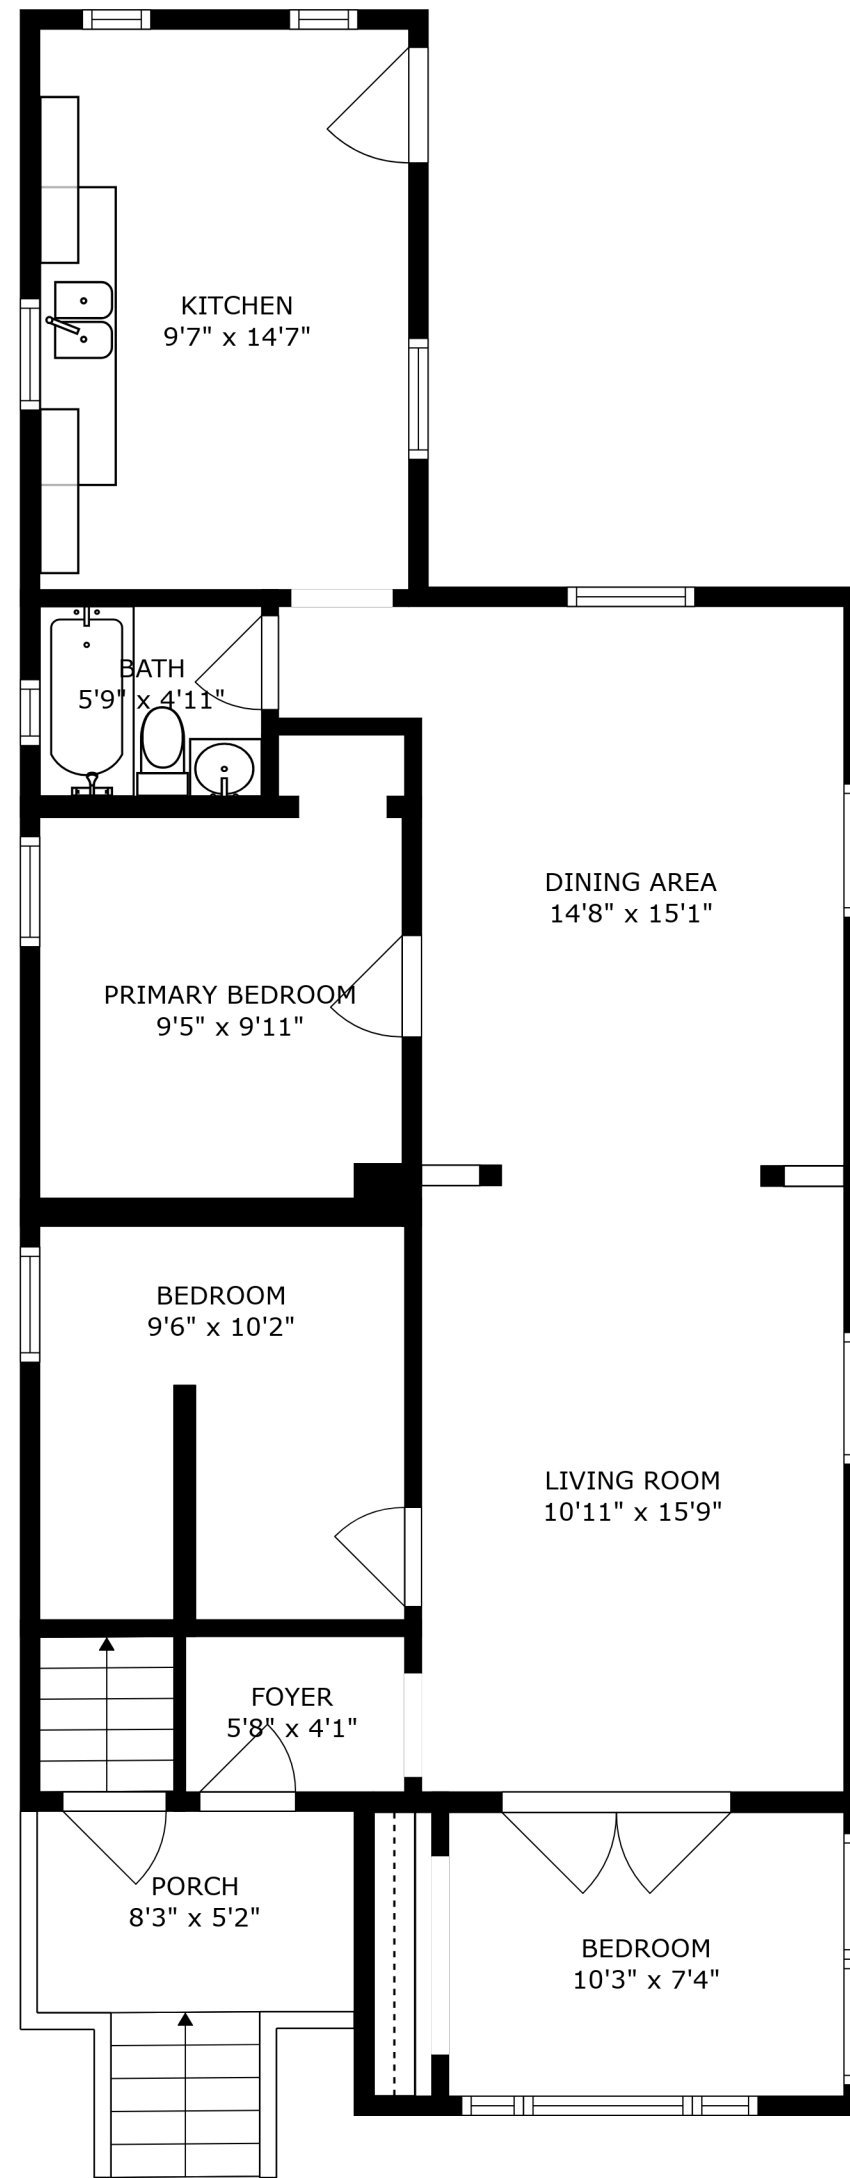 KITCHEN
9'7" x 14'7"
BATH
5'9" x 4'11"
DINING AREA
14'8" x 15'1"
PRIMARY BEDROOM
9'5" x 9'11"
BEDROOM
9'6" x 10'2"
LIVING ROOM
10'11" x 15'9"
FOYER
5'8" x 4'1"
PORCH
8'3" x 5'2"
BEDROOM
10'3" x 7'4"